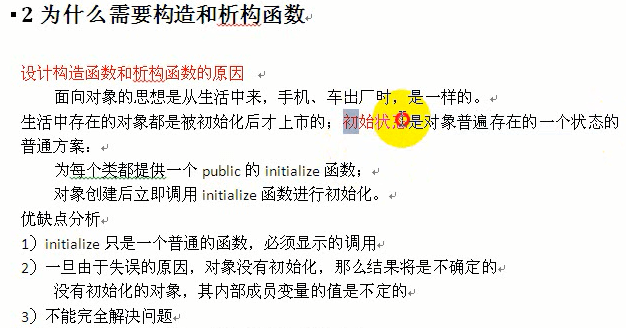 2 为什么需要构造和析构函数
设计构造函数和析构函数的原因
面向对象的思想是从生活中来，手机、车出厂时，是一样的。
生活中存在的对象都是被初始化后才上市的；初始状态是对象普遍存在的一个状态的
普通方案：
为每个类都提供一个 public 的 initialize 函数；
对象创建后立即调用 initialize 函数进行初始化。
优缺点分析
1）initialize 只是一个普通的函数，必须显示的调用
2）一旦由于失误的原因，对象没有初始化，那么结果将是不确定的
没有初始化的对象，其内部成员变量的值是不定的
3）不能完全解决问题